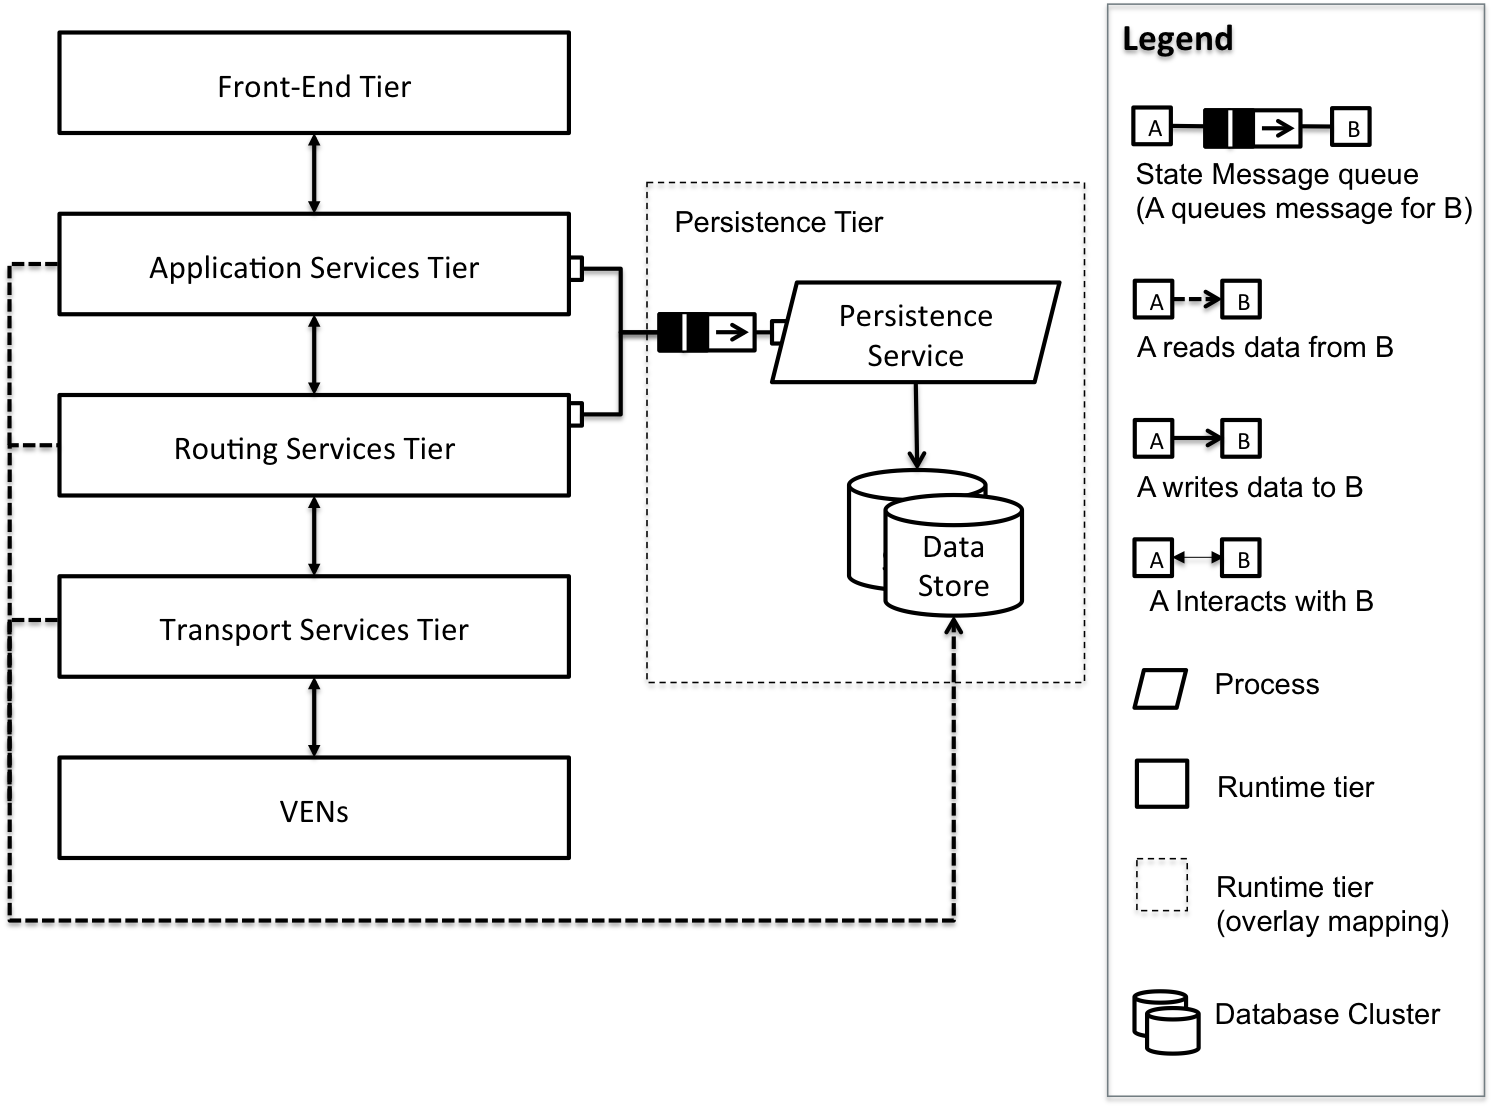 Front-End Tier
Application Services Tier
Routing Services Tier
Transport Services Tier
VENs
Persistence Tier
Persistence
Service
Data
Store
Legend
A
B
State Message queue
(A queues message for B)
A
B
A reads data from B
A
B
A writes data to B
A
B
A Interacts with B
Process
Runtime tier
Runtime tier
(overlay mapping)
Database Cluster